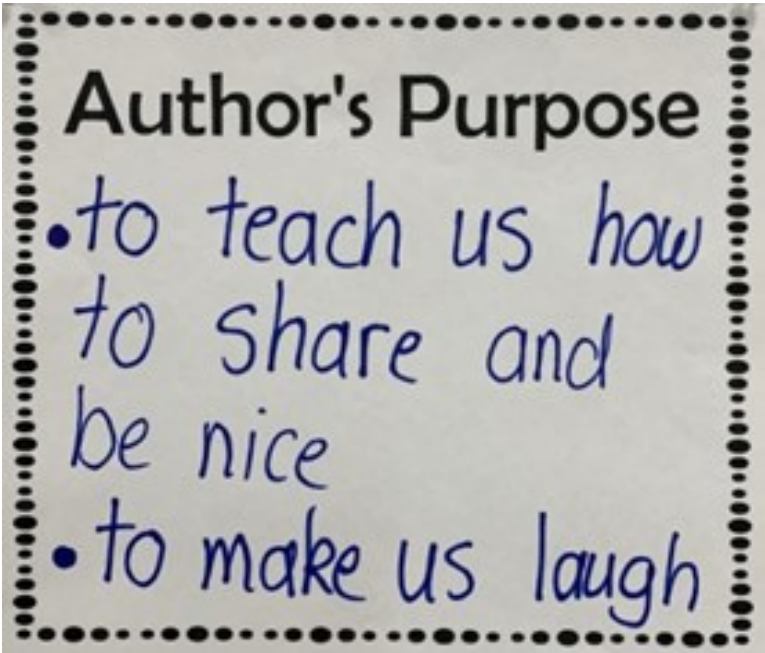 Author's Purpose
• to teach us how
to share and
be nice
• to make us laugh